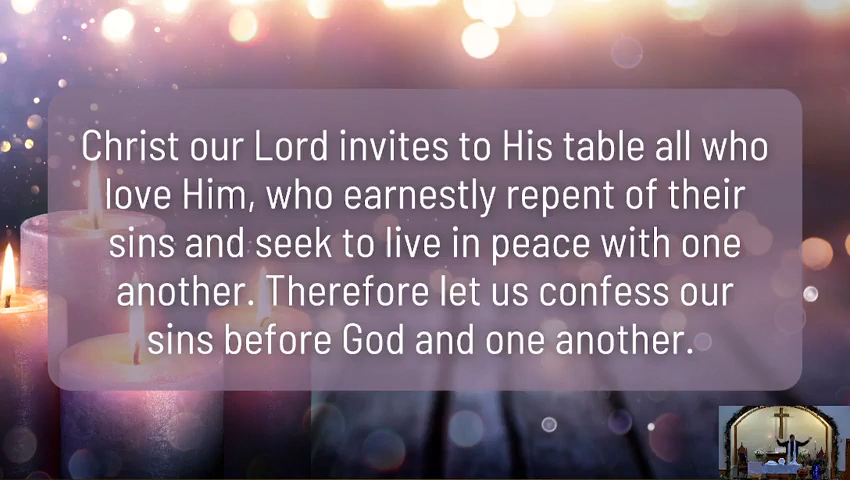 Christ our Lord invites to His table all who
love Him, who earnestly repent of their
sins and seek to live in peace with one
another. Therefore let us confess our
sins before God and one another.